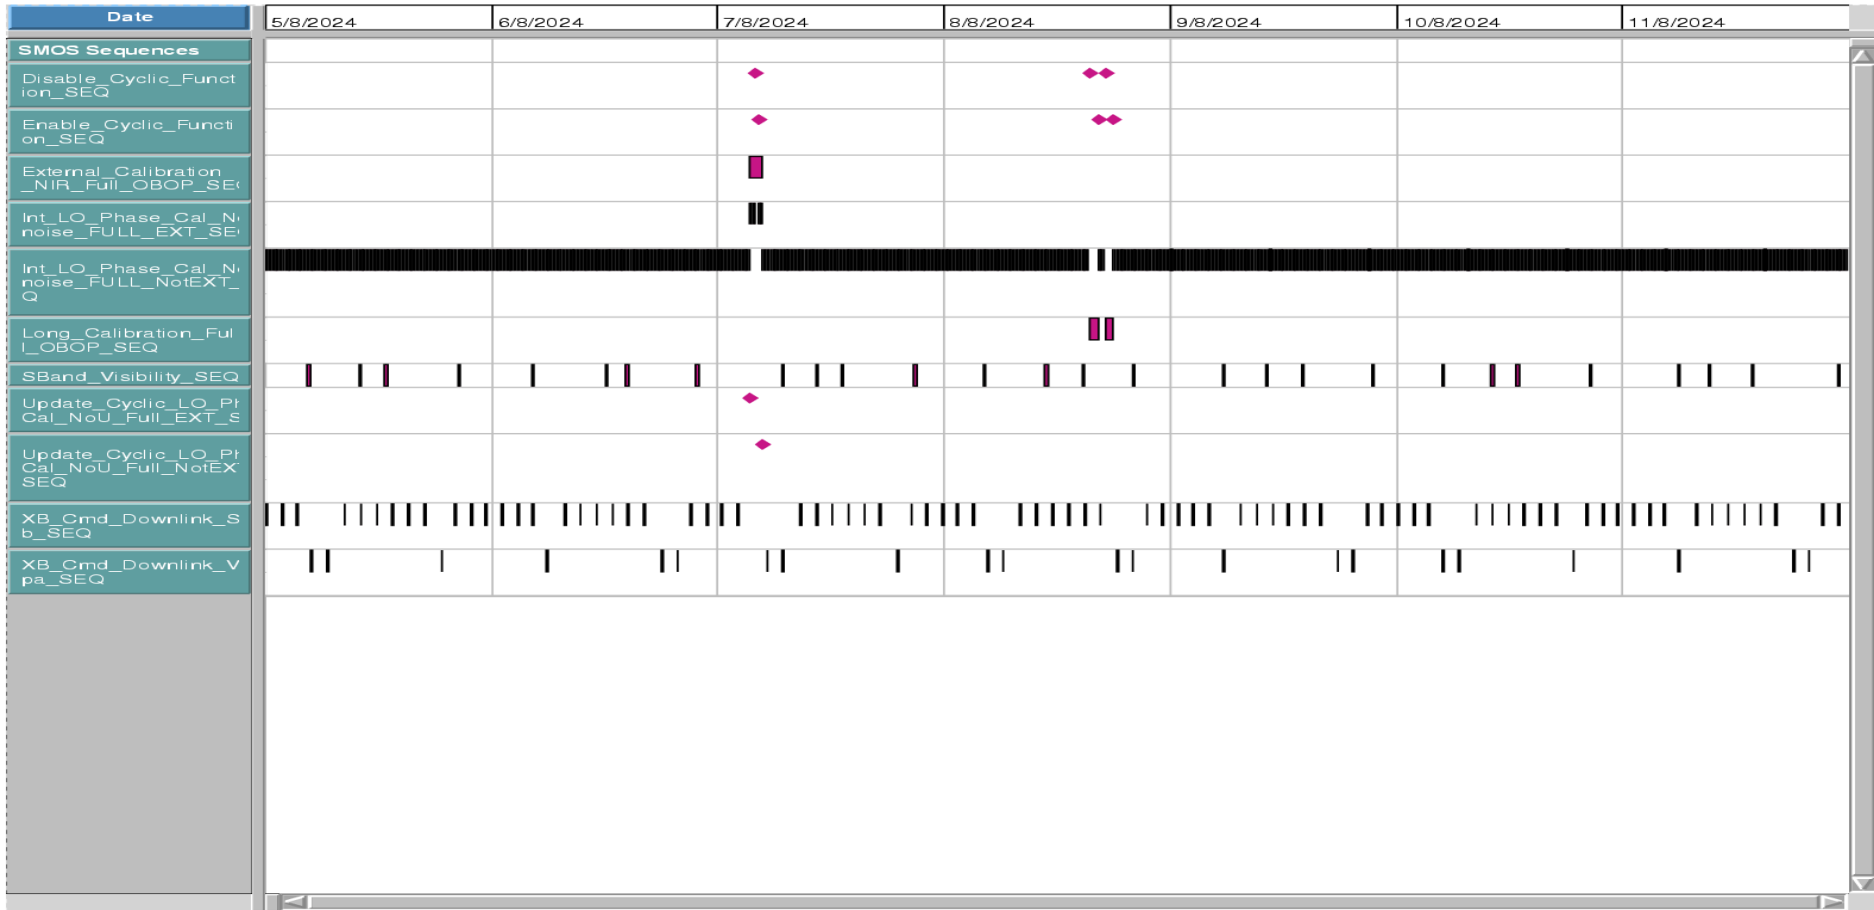 Date
5/8/2024 6/8/2024 7/8/2024 8/8/2024 9/8/2024 10/8/2024 11/8/2024
SMOS Sequences
Disable_Cyclic_Funct
ion_SEQ
Enable_Cyclic_Functi
on_SEQ
External_Calibration
_NIR_Full_OBOP_SE
Int_LO_Phase_Cal_N
noise_FULL_EXT_SE
Int_LO_Phase_Cal_N
noise_FULL_NotEXT_
Q
Long_Calibration_Ful
l_OBOP_SEQ
SBand_Visibility_SEQ
Update_Cyclic_LO_P
Cal_NoU_Full_EXT_S
Update_Cyclic_LO_P
Cal_NoU_Full_NotEX
SEQ
XB_Cmd_Downlink_S
b_SEQ
XB_Cmd_Downlink_V
pa_SEQ